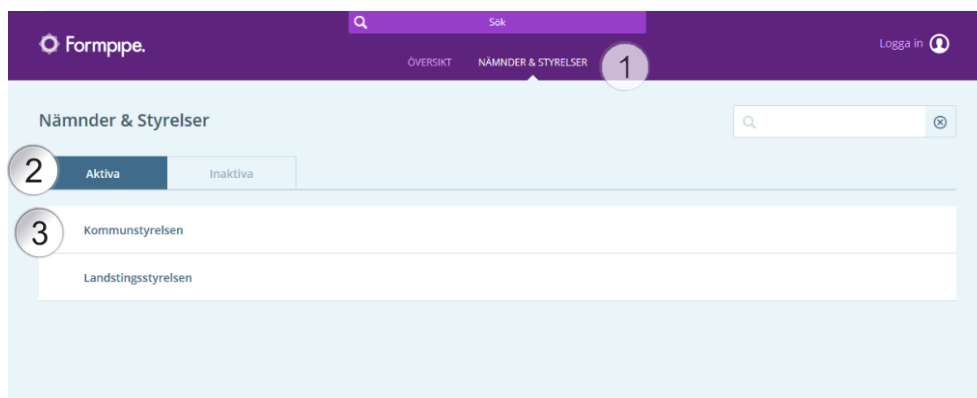 Sök
Formpipe.
Logga in
ÖVERSIKT NÄMNDER & STYRELSER 1
Nämnder & Styrelser
2 Aktiva Inaktiva
3 Kommunstyrelsen
Landstingsstyrelsen